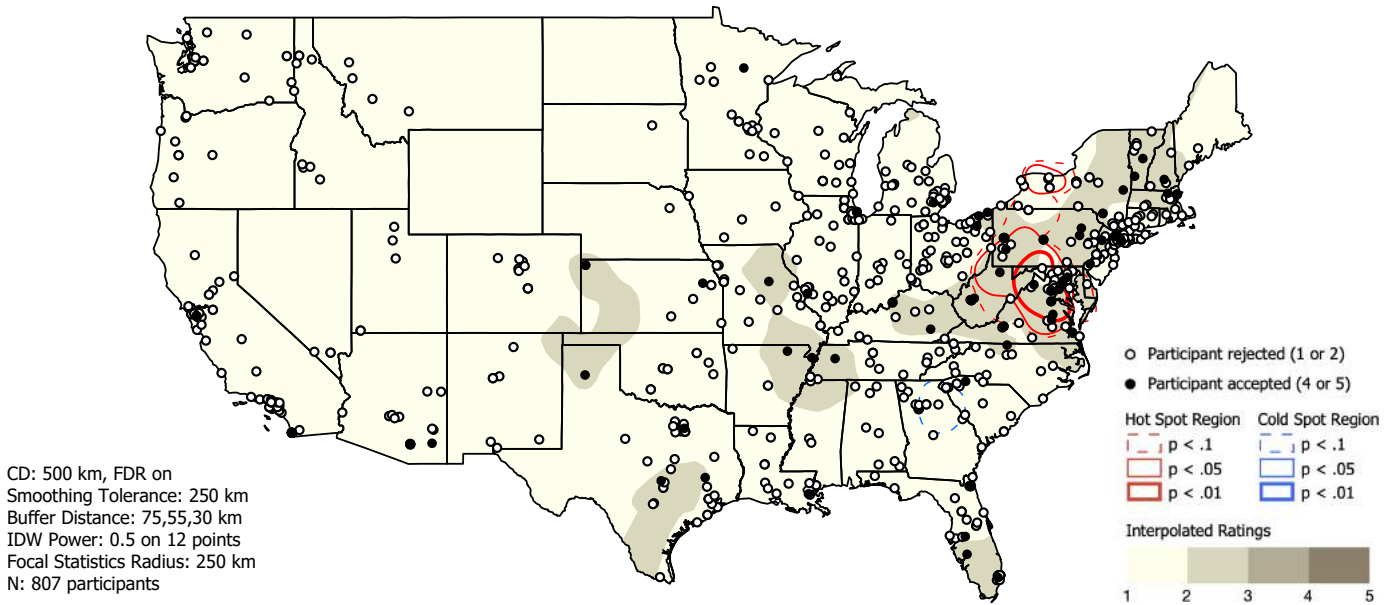 CD: 500 km, FDR on
Smoothing Tolerance: 250 km
Buffer Distance: 75,55,30 km
IDW Power: 0.5 on 12 points
Focal Statistics Radius: 250 km
N: 807 participants
Participant rejected (1 or 2)
Participant accepted (4 or 5)
Hot Spot Region Cold Spot Region
p < .1 p < .1
p < .05 p < .05
p < .01 p < .01
Interpolated Ratings
1 2 3 4 5